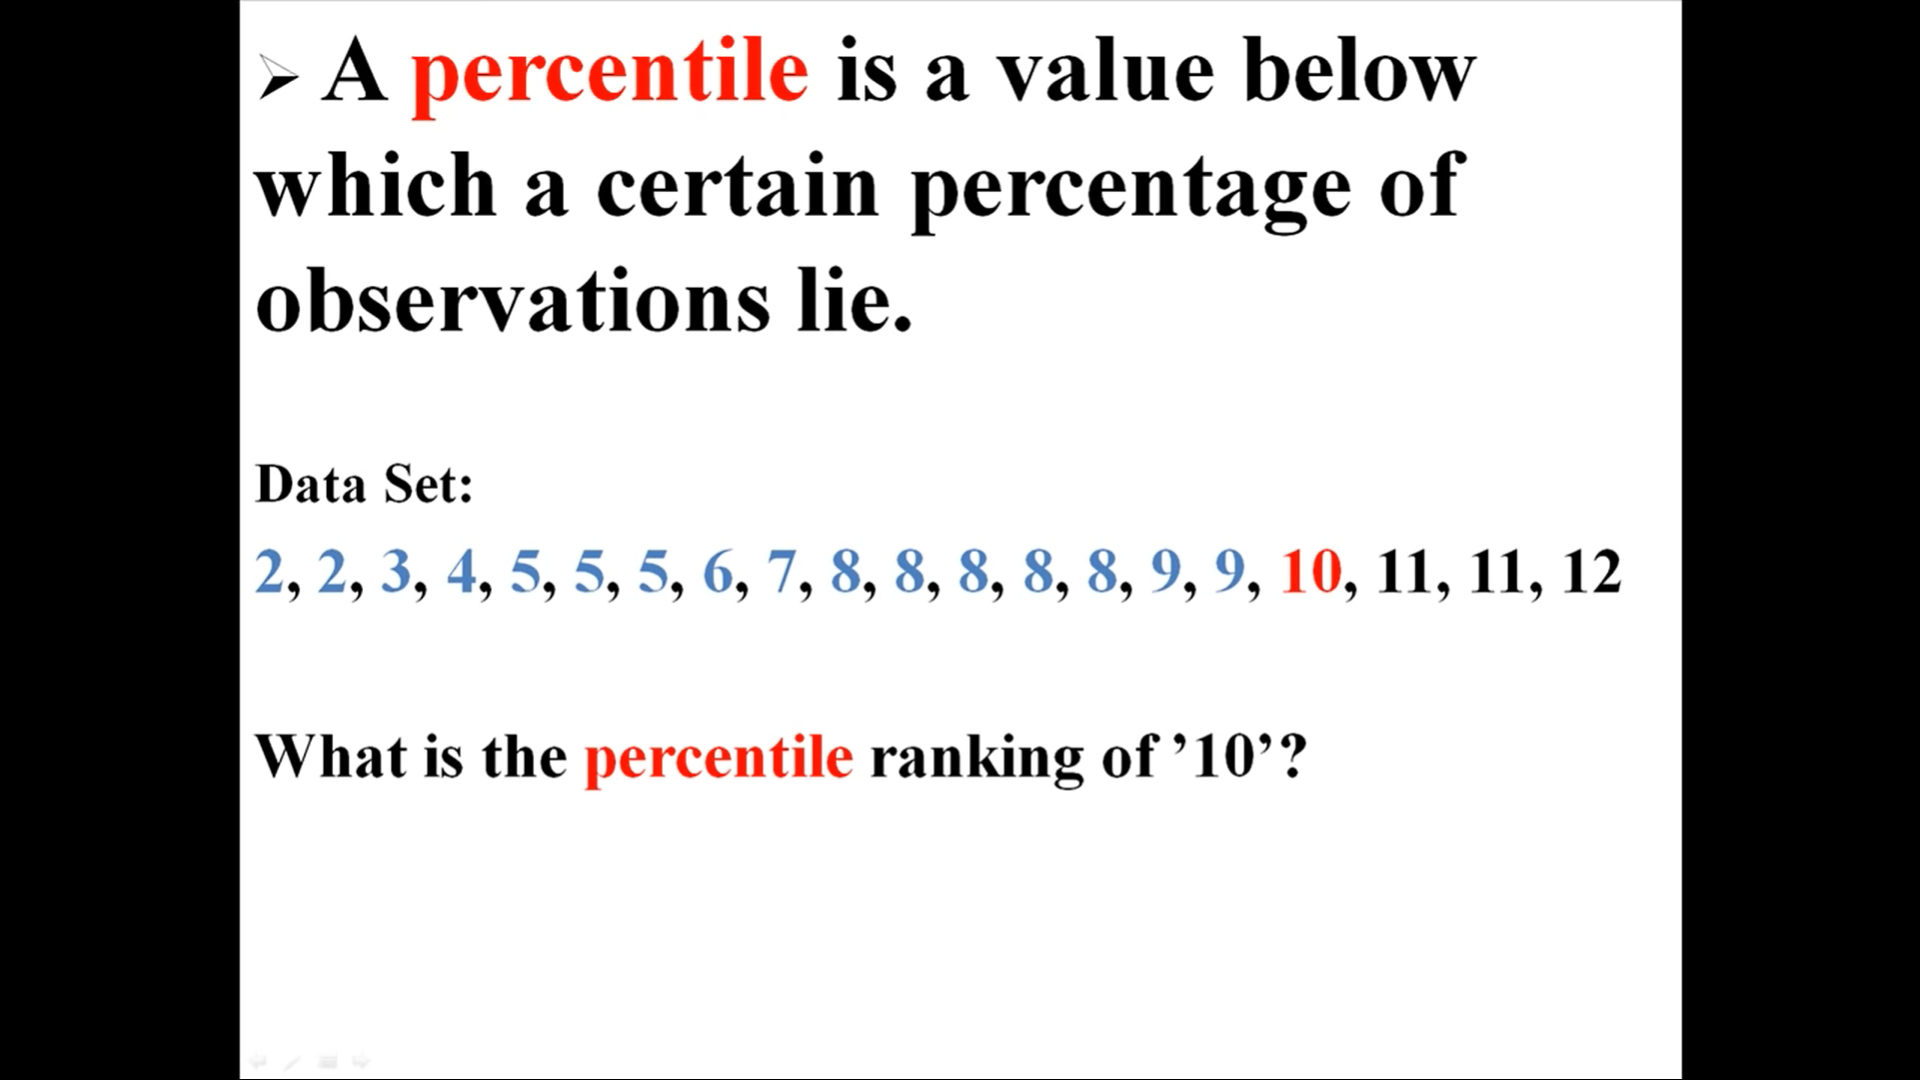 ➢ A percentile is a value below
which a certain percentage of
observations lie.
Data Set:
2, 2, 3, 4, 5, 5, 5, 6, 7, 8, 8, 8, 8, 8, 9, 9, 10, 11, 11, 12
What is the percentile ranking of ’10’?